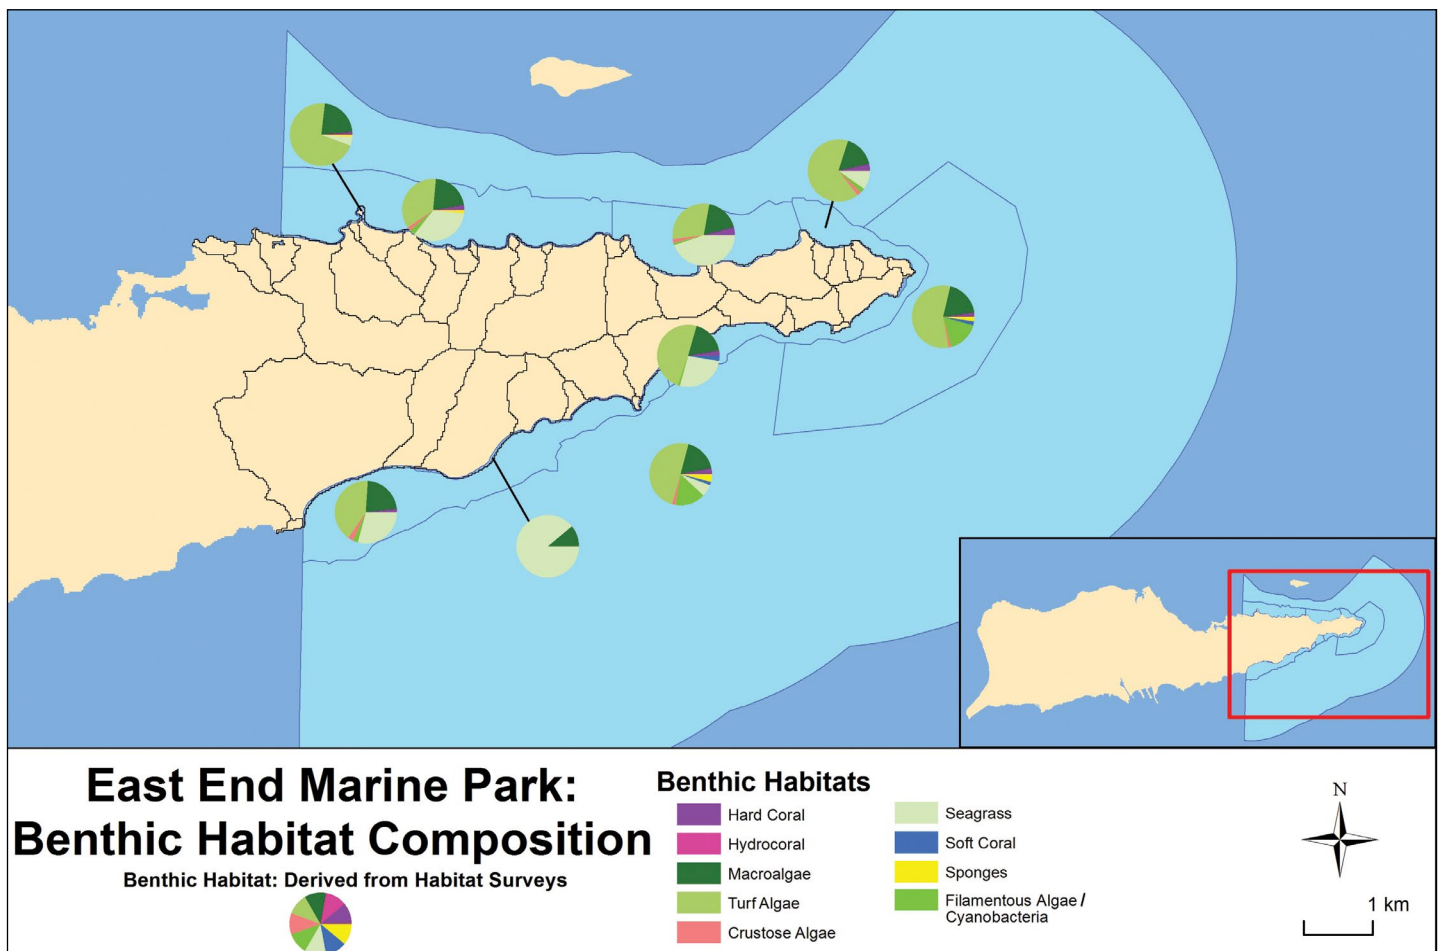 East End Marine Park:
Benthic Habitat Composition
Benthic Habitat: Derived from Habitat Surveys
Benthic Habitats
Hard Coral
Hydrocoral
Macroalgae
Turf Algae
Crustose Algae
Seagrass
Soft Coral
Sponges
Filamentous Algae /
Cyanobacteria
N
1 km